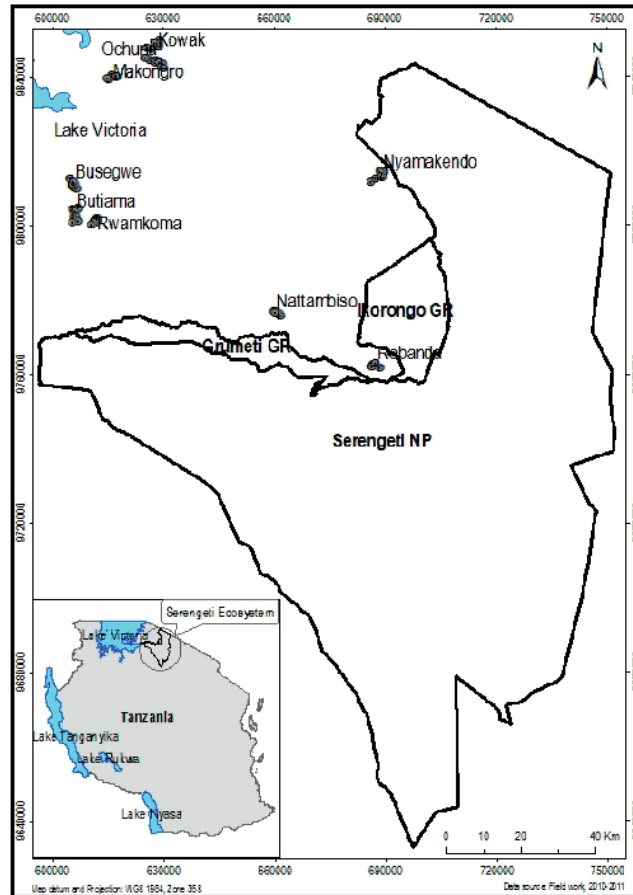 600000 630000 660000 690000 720000 750000
N
Kowak
Ochuna
Makongro
9840000
Lake Victoria
Nyamakendo
Busegwe
Butiama
Rwamkoma
9800000
Nattambiso
Ikorongo GR
Grumeti GR
Robanda
9760000
Serengeti NP
9720000
Serengeti Ecosystem
Lake Victoria
9680000
Tanzania
Lake Tanganyika
Lake Rukwa
Lake Nyasa
9640000
0 10 20 40 Km
600000 630000 660000 690000 720000 750000
Map datum and Projection: WGS 1984, Zone 36S
Data source: Field work, 2010-2011